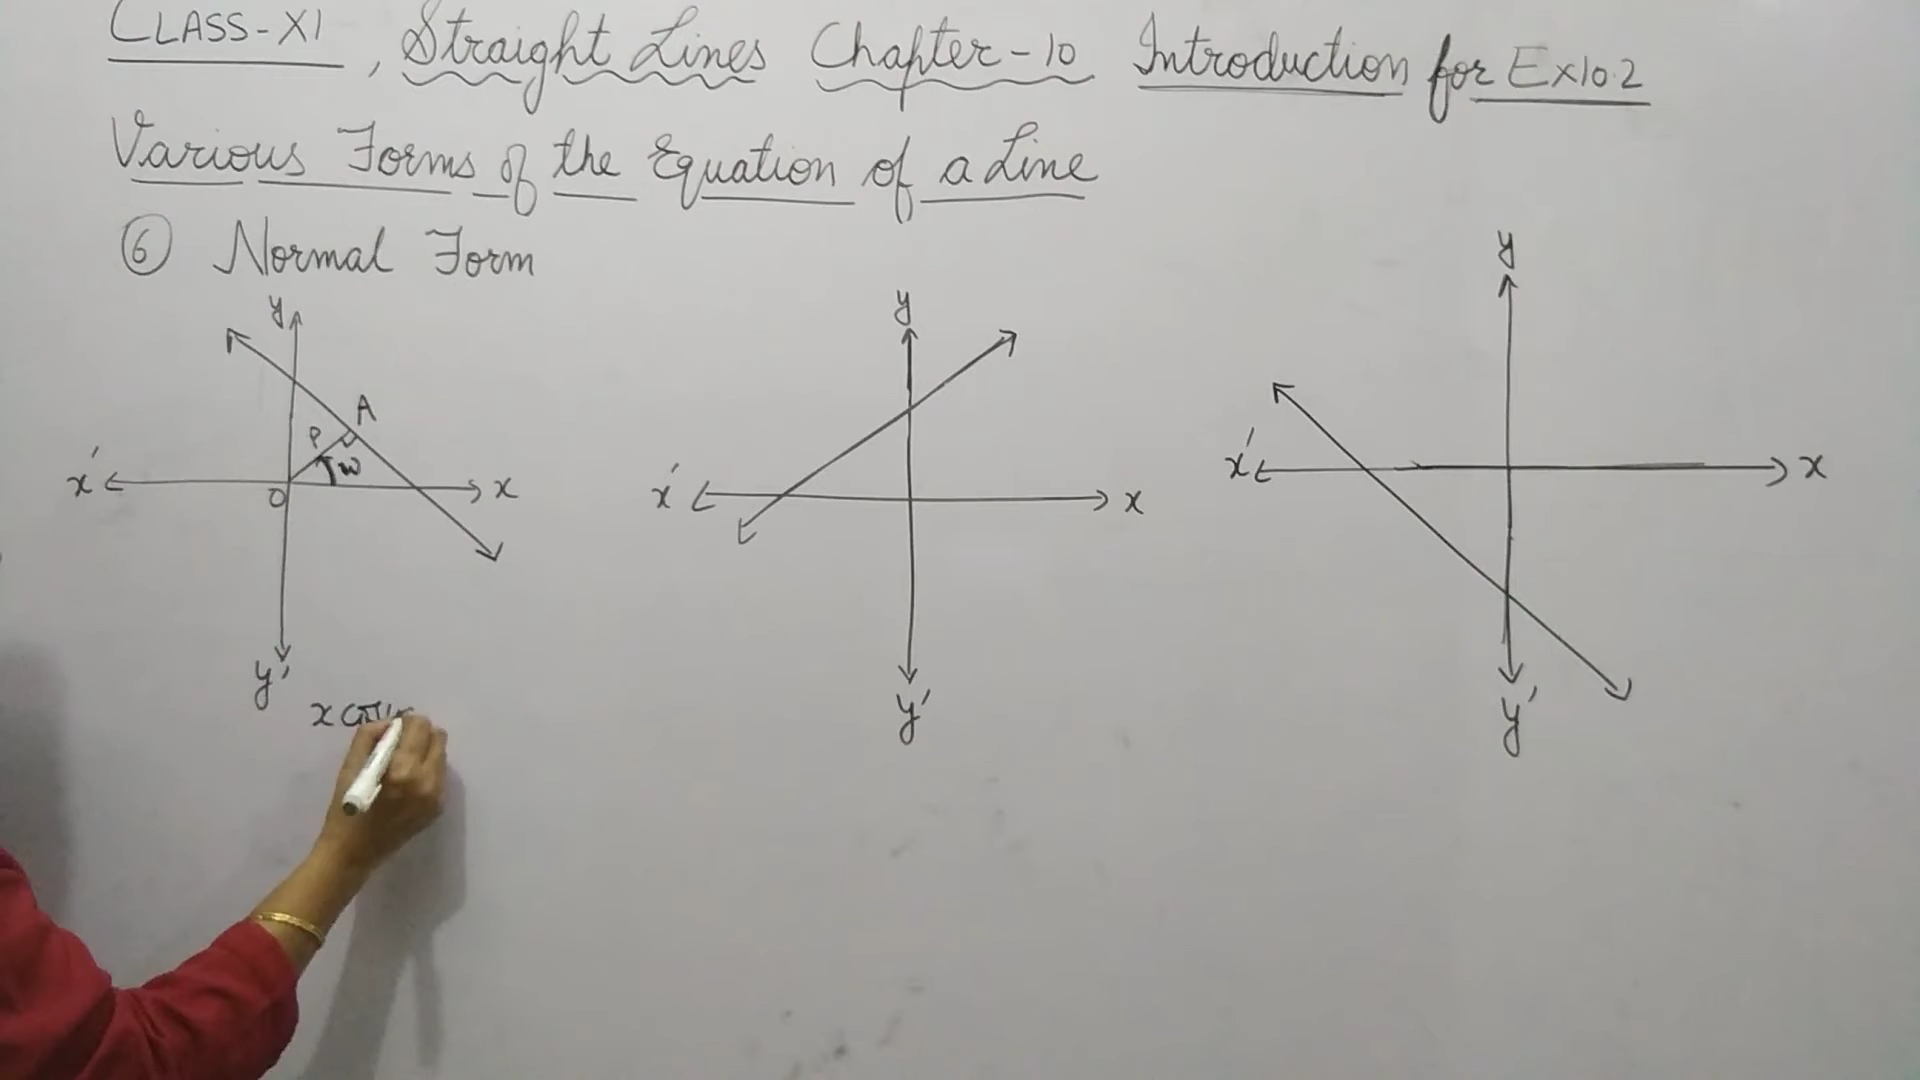 CLASS-XI, Straight Lines Chapter-10 Introduction for Ex10.2
Various Forms of the Equation of a Line
⑥ Normal Form
y
A
P
w
x'
O
x
y'
x cos
y
x'
x
y'
y
x'
x
y'